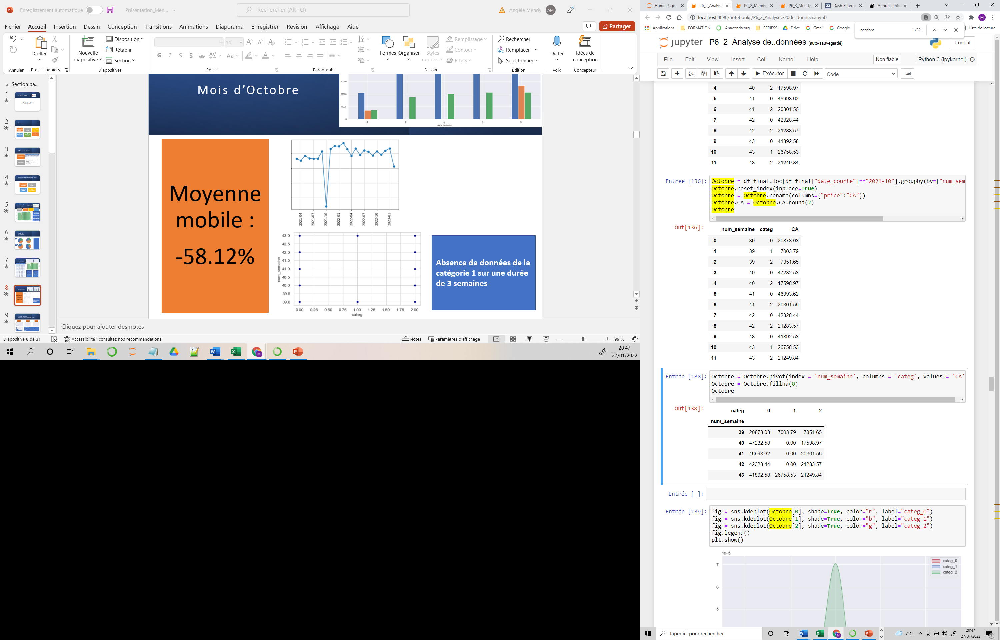 Enregistrement automatique
Présentation_Men...
Rechercher (Alt+Q)
Angele Mendy
AM
Fichier Accueil Insertion Dessin Conception Transitions Animations Diaporama Enregistrer Révision Affichage Aide
Partager
Coller
Nouvelle diapositive
Disposition
Rétablir
Section
14
G I S S ab AV Aa A
Formes Organiser Styles rapides
Remplissage
Contour
Effets
Rechercher
Remplacer
Sélectionner
Dicter
Idées de conception
Annuler Presse-papiers Diapositives Police Paragraphe Dessin Édition Voix Concepteur
Section pa...
1
2
3
4
5
6
7
8
9
Mois d’Octobre
30000
20000
10000
0
39 40 41 42 43
num_semaine
Moyenne
mobile :
-58.12%
2021-04 2021-07 2021-10 2022-01 2022-04 2022-07 2022-10 2023-01
43.0
42.5
42.0
41.5
41.0
40.5
40.0
39.5
39.0
num_semaine
0.00 0.25 0.50 0.75 1.00 1.25 1.50 1.75 2.00
categ
Absence de données de la
catégorie 1 sur une durée
de 3 semaines
Cliquez pour ajouter des notes
Diapositive 8 de 31
Accessibilité : consultez nos recommandations
Notes
Paramètres d'affichage
99 %
20:47
27/01/2022
Home Page -
P6_2_Analyse
P6_2_Mendy_
P6_3_Mendy_
Dash Enterpr
Apriori - mlx
localhost:8890/notebooks/P6_2_Analyse%20de..données.ipynb
Applications FORMATION Anaconda.org SERIESS Drive Gmail Google
octobre
1/32
Liste de lecture
jupyter P6_2_Analyse de..données (auto-sauvegardé)
Logout
File Edit View Insert Cell Kernel Help
Non fiable
Python 3 (ipykernel)
Exécuter
Code
4 40 2 17598.97
5 41 0 46993.62
6 41 2 20301.56
7 42 0 42328.44
8 42 2 21283.57
9 43 0 41892.58
10 43 1 26758.53
11 43 2 21249.84
Entrée [136]:
Octobre = df_final.loc[df_final["date_courte"]=="2021-10"].groupby(by=["num_sem
Octobre.reset_index(inplace=True)
Octobre = Octobre.rename(columns={"price":"CA"})
Octobre.CA = Octobre.CA.round(2)
Octobre
Out[136]:
num_semaine categ CA
0 39 0 20878.08
1 39 1 7003.79
2 39 2 7351.65
3 40 0 47232.58
4 40 2 17598.97
5 41 0 46993.62
6 41 2 20301.56
7 42 0 42328.44
8 42 2 21283.57
9 43 0 41892.58
10 43 1 26758.53
11 43 2 21249.84
Entrée [138]:
Octobre = Octobre.pivot(index = 'num_semaine', columns = 'categ', values = 'CA'
Octobre = Octobre.fillna(0)
Octobre
Out[138]:
categ 0 1 2
num_semaine
39 20878.08 7003.79 7351.65
40 47232.58 0.00 17598.97
41 46993.62 0.00 20301.56
42 42328.44 0.00 21283.57
43 41892.58 26758.53 21249.84
Entrée [ ]:
Entrée [139]:
fig = sns.kdeplot(Octobre[0], shade=True, color="r", label="categ_0")
fig = sns.kdeplot(Octobre[1], shade=True, color="b", label="categ_1")
fig = sns.kdeplot(Octobre[2], shade=True, color="g", label="categ_2")
fig.legend()
plt.show()
1e-5
7
6
5
categ_0
categ_1
categ_2
Taper ici pour rechercher
7°C
20:47
27/01/2022
2